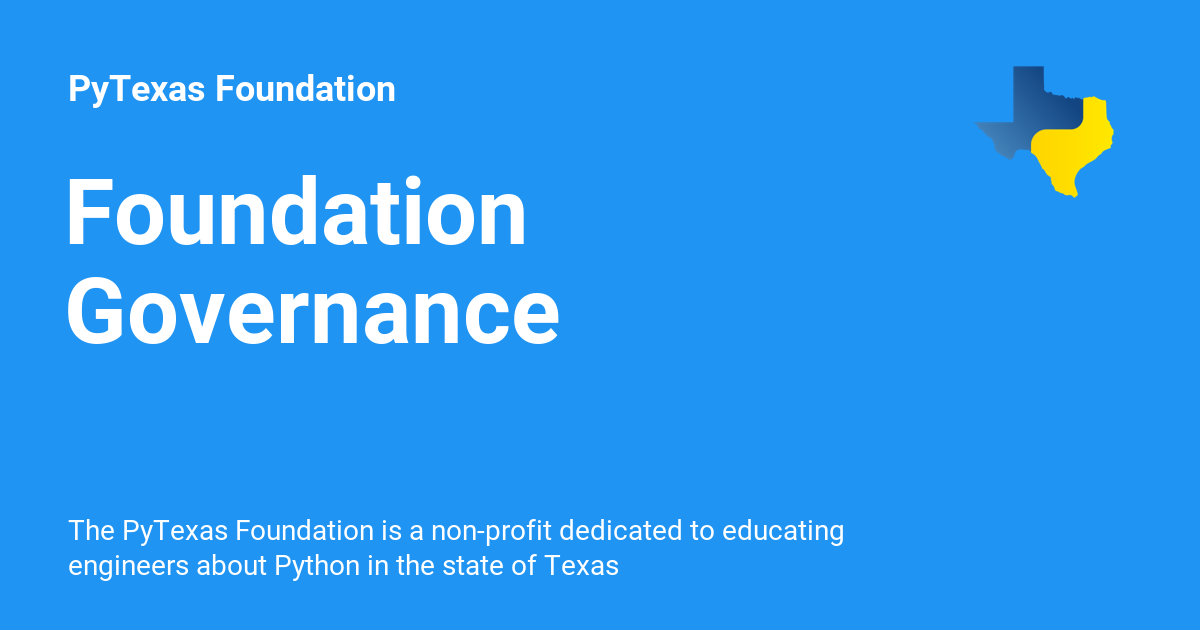 PyTexas Foundation
Foundation
Governance
The PyTexas Foundation is a non-profit dedicated to educating
engineers about Python in the state of Texas